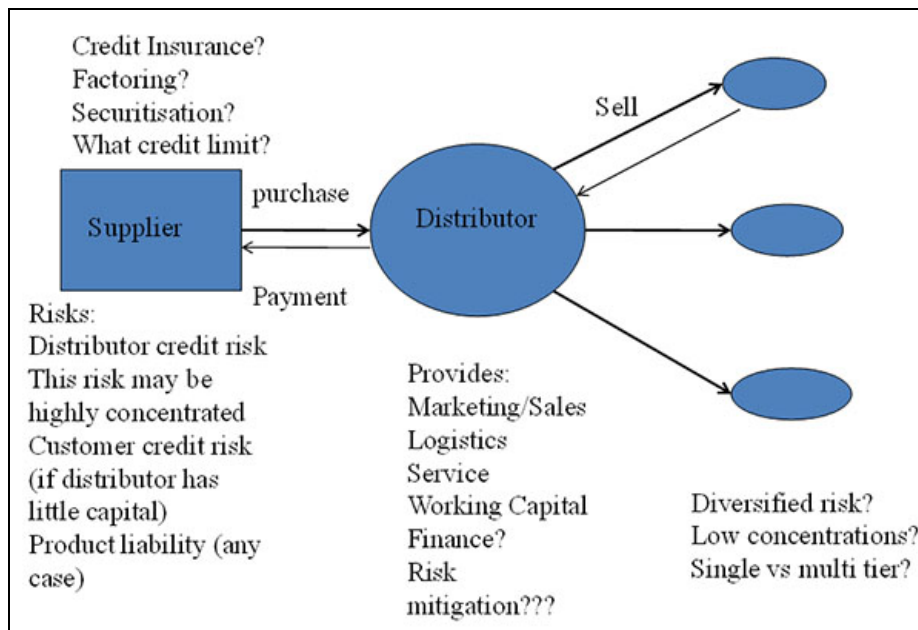 Credit Insurance?
Factoring?
Securitisation?
What credit limit?
Sell
purchase
Supplier
Distributor
Payment
Risks:
Distributor credit risk
This risk may be
highly concentrated
Customer credit risk
(if distributor has
little capital)
Product liability (any
case)
Provides:
Marketing/Sales
Logistics
Service
Working Capital
Finance?
Risk
mitigation???
Diversified risk?
Low concentrations?
Single vs multi tier?